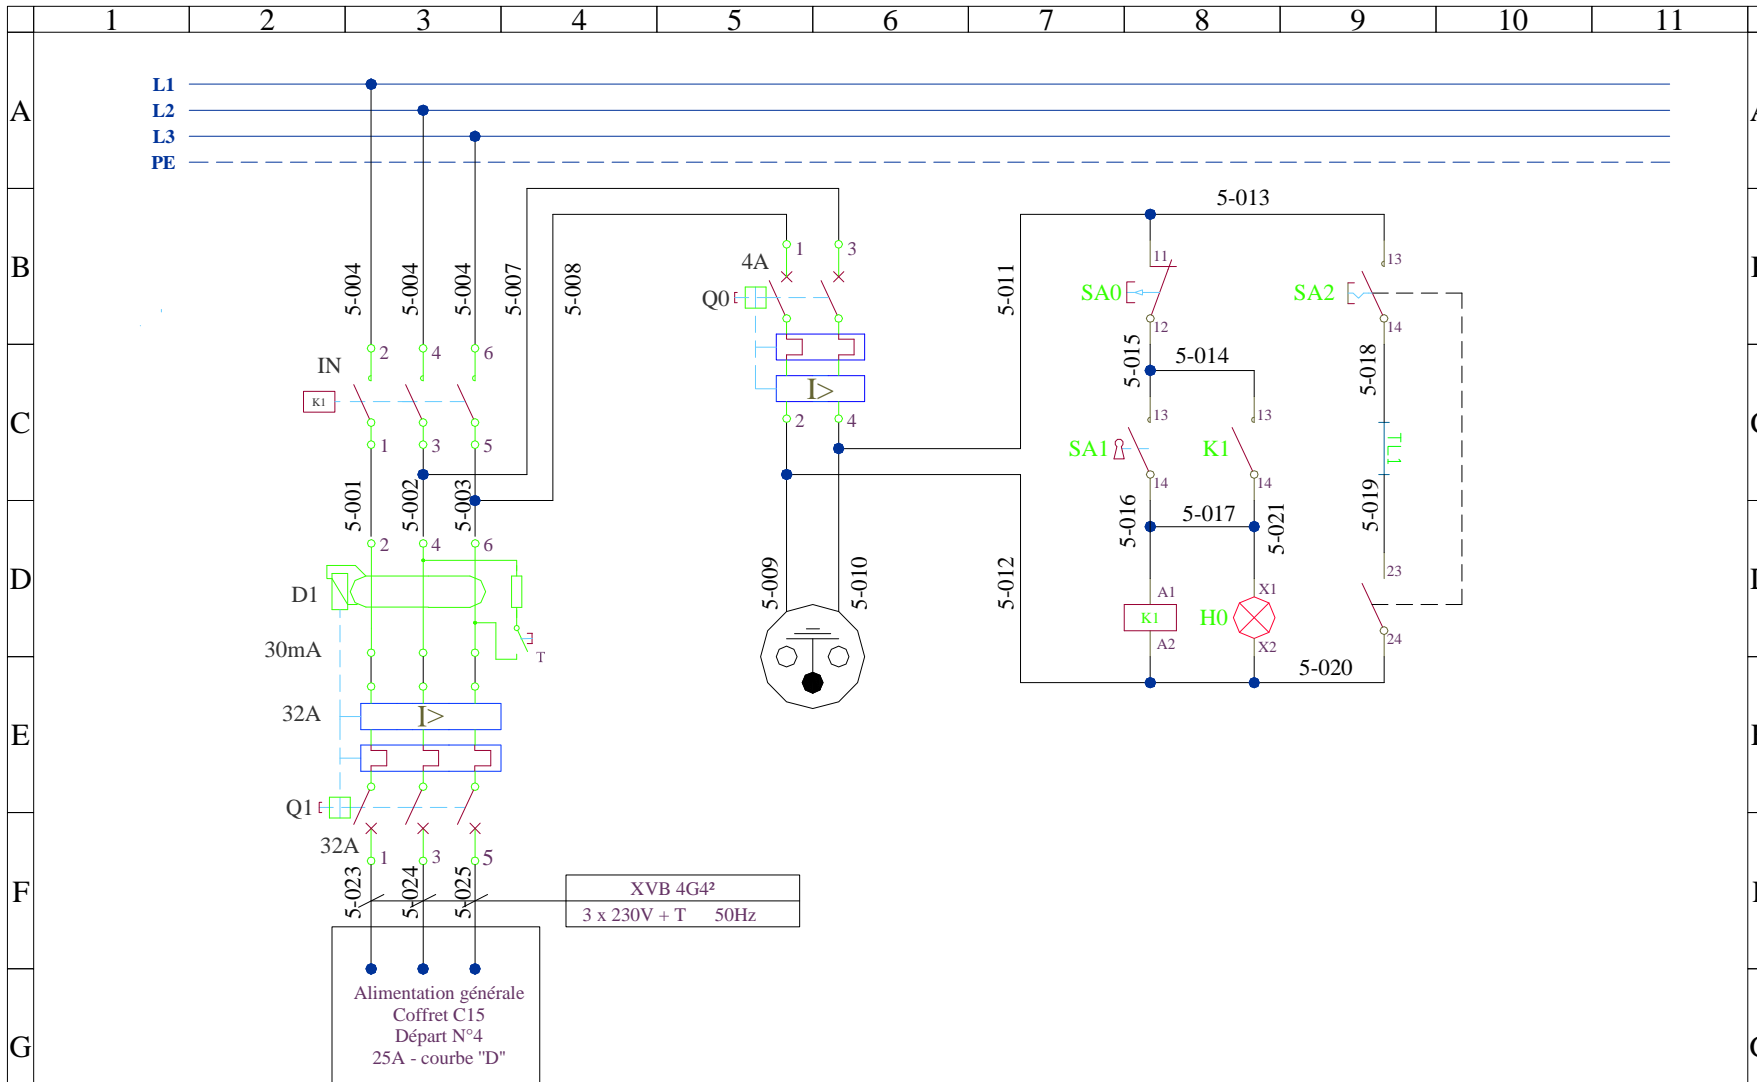 1 2 3 4 5 6 7 8 9 10 11
L1
A
L2
L3
PE
5-013
B
5-004 5-004 5-004 5-007 5-008
1 3
4A
Q0
5-011
11
SA0
12
13
SA2
14
IN
2 4 6
K1
C
1 3 5
I>
2 4
5-015 5-014
5-018
13 13
SA1
K1
14 14
TL1
5-001 5-002 5-003
5-016 5-017 5-021
5-019
2 4 6
D
D1
30mA
T
5-009 5-010
5-012
A1
K1
A2
X1
H0
X2
23
24
5-020
E
32A
I>
Q1
32A
1 3 5
F
5-023 5-024 5-025
XVB 4G4²
3 x 230V + T 50Hz
G
Alimentation générale
Coffret C15
Départ N°4
25A - courbe "D"